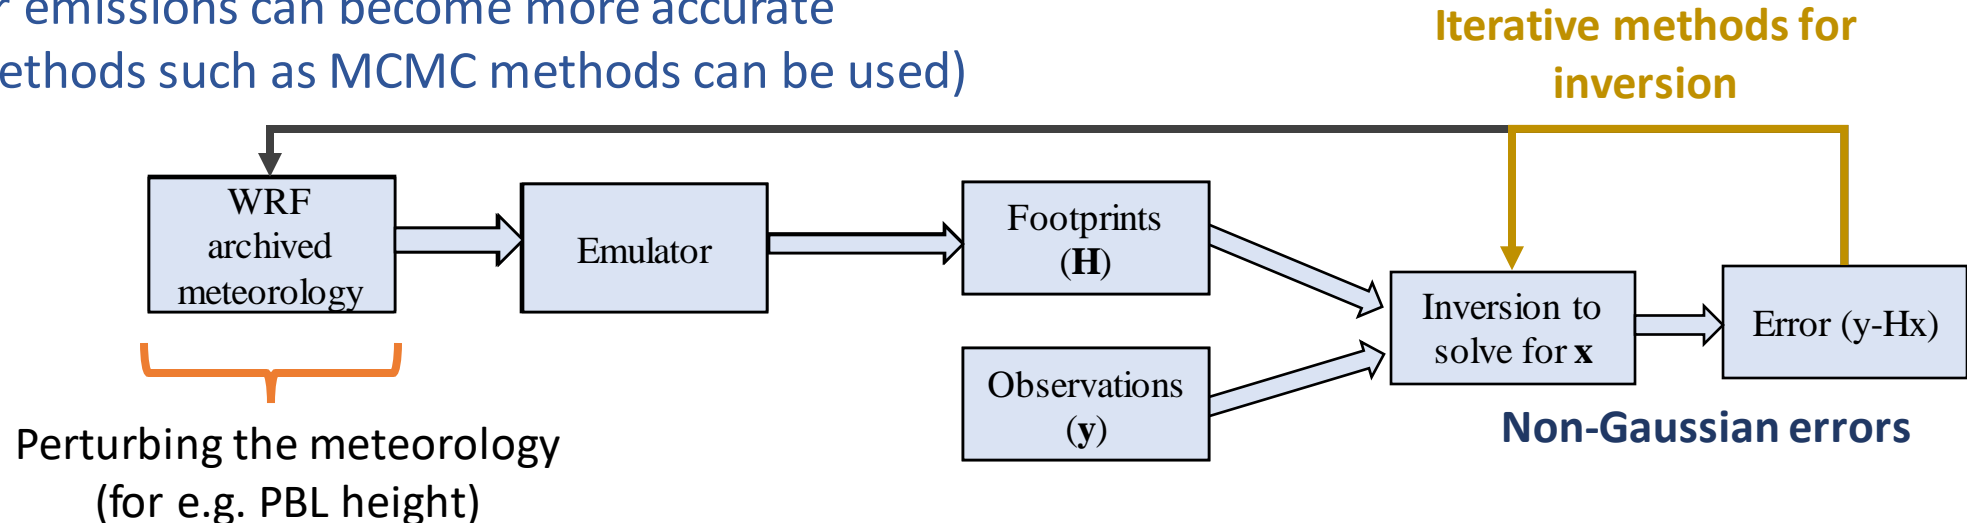 r emissions can become more accurate
ethods such as MCMC methods can be used)
Iterative methods for
inversion
WRF
archived
meteorology
Emulator
Footprints
(H)
Observations
(y)
Inversion to
solve for x
Error (y-Hx)
Non-Gaussian errors
Perturbing the meteorology
(for e.g. PBL height)